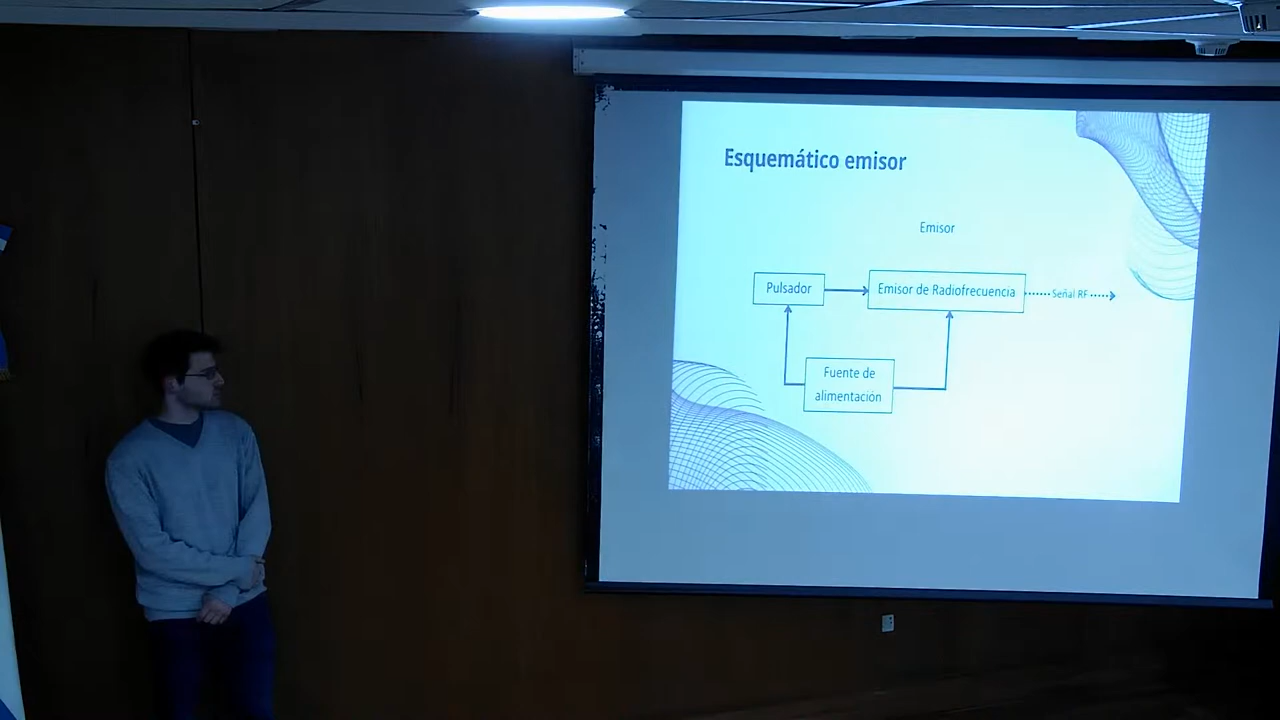 Esquemático emisor
Emisor
Pulsador
Emisor de Radiofrecuencia
Señal RF
Fuente de
alimentación